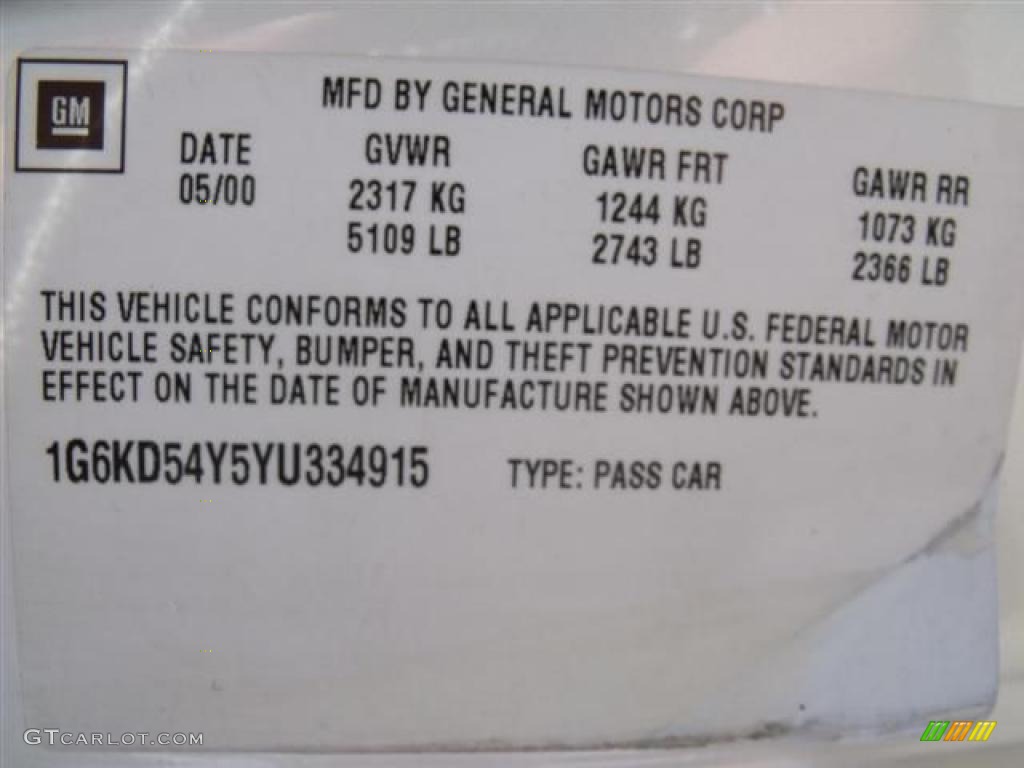 GM
MFD BY GENERAL MOTORS CORP
DATE GVWR GAWR FRT GAWR RR
05/00 2317 KG 1244 KG 1073 KG
5109 LB 2743 LB 2366 LB
THIS VEHICLE CONFORMS TO ALL APPLICABLE U.S. FEDERAL MOTOR
VEHICLE SAFETY, BUMPER, AND THEFT PREVENTION STANDARDS IN
EFFECT ON THE DATE OF MANUFACTURE SHOWN ABOVE.
1G6KD54Y5YU334915 TYPE: PASS CAR
GTCARLOT.COM